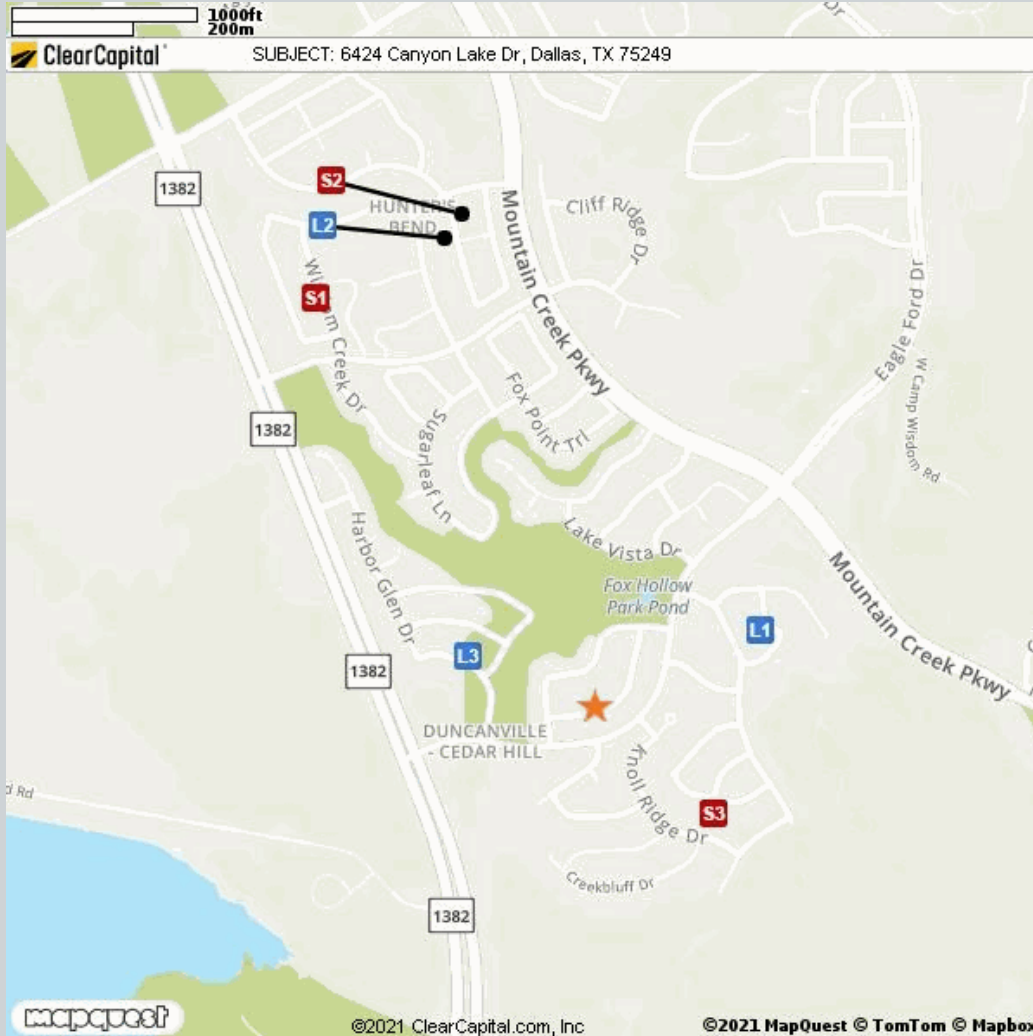 1000ft
200m
ClearCapital
SUBJECT: 6424 Canyon Lake Dr, Dallas, TX 75249
Dr
1382
S2
HUNTER'S
BEND
L2
S1
Cliff Ridge Dr
Mountain Creek Pkwy
Eagle Ford Dr
W Camp Wisdom Rd
Creek Dr
Fox Point Trl
Sugarleaf Ln
1382
Harbor Glen Dr
Lake Vista Dr
Fox Hollow
Park Pond
Mountain Creek Pkwy
L1
L3
1382
DUNCANVILLE
- CEDAR HILL
Knoll Ridge Dr
S3
Creekbluff Dr
Rd
1382
mapquest
©2021 ClearCapital.com, Inc
©2021 MapQuest © TomTom © Mapbox